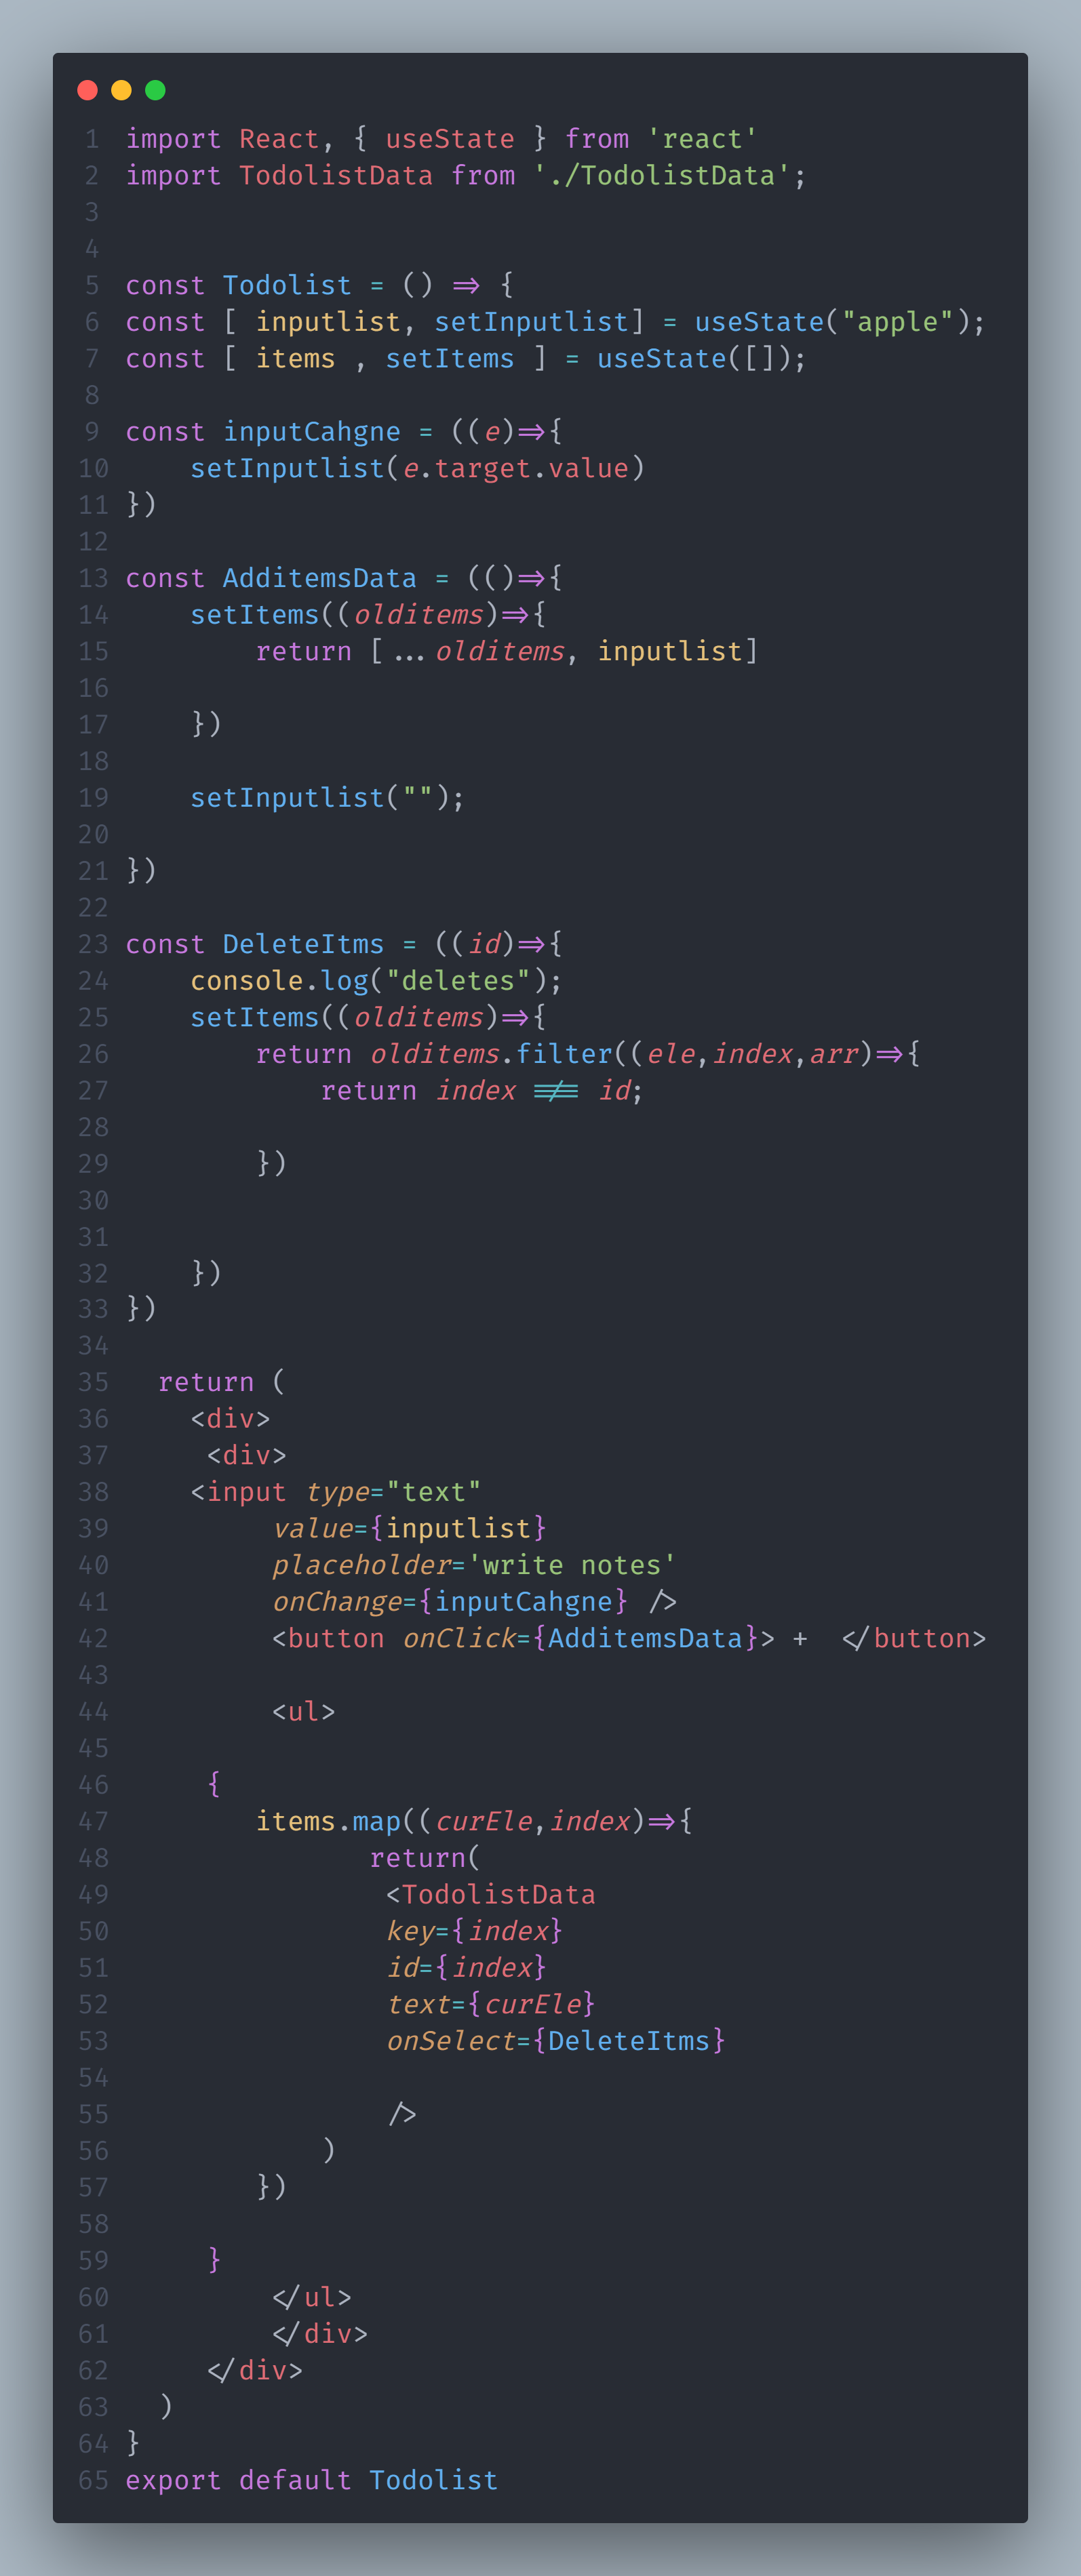 1 import React, { useState } from 'react'
2 import TodolistData from './TodolistData';
3
4
5 const Todolist = () => {
6 const [ inputlist, setInputlist] = useState("apple");
7 const [ items , setItems ] = useState([]);
8
9 const inputCahgne = ((e)=>{
10     setInputlist(e.target.value)
11 })
12
13 const AdditemsData = (()=>{
14     setItems((olditems)=>{
15         return [...olditems, inputlist]
16
17     })
18
19     setInputlist("");
20
21 })
22
23 const DeleteItms = ((id)=>{
24     console.log("deletes");
25     setItems((olditems)=>{
26         return olditems.filter((ele,index,arr)=>{
27             return index !== id;
28
29         })
30
31
32     })
33 })
34
35   return (
36     <div>
37      <div>
38     <input type="text"
39          value={inputlist}
40          placeholder='write notes'
41          onChange={inputCahgne} />
42          <button onClick={AdditemsData}> +  </button>
43
44          <ul>
45
46      {
47         items.map((curEle,index)=>{
48                return(
49                 <TodolistData
50                 key={index}
51                 id={index}
52                 text={curEle}
53                 onSelect={DeleteItms}
54
55                 />
56             )
57         })
58
59      }
60          </ul>
61          </div>
62      </div>
63   )
64 }
65 export default Todolist